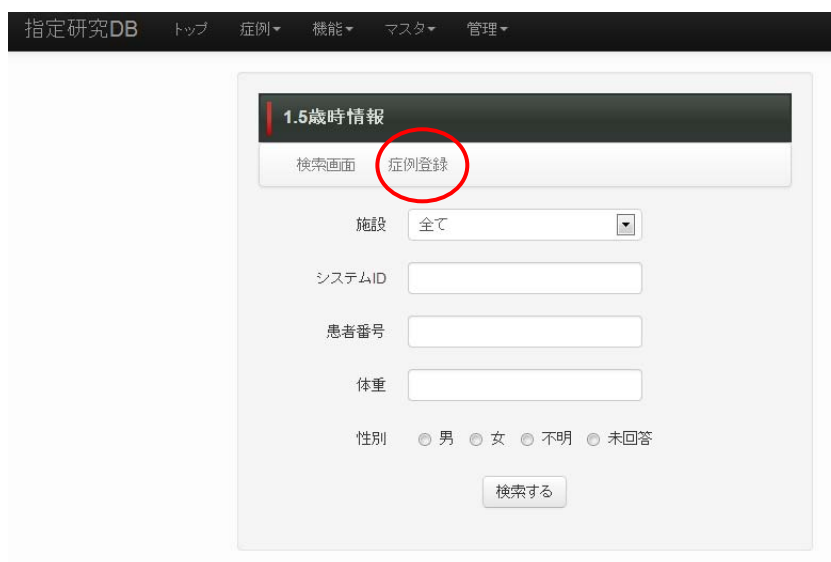 指定研究DB トップ 症例 機能 マスタ 管理
1.5歳時情報
検索画面 症例登録
施設 全て
システムID
患者番号
体重
性別 男 女 不明 未回答
検索する